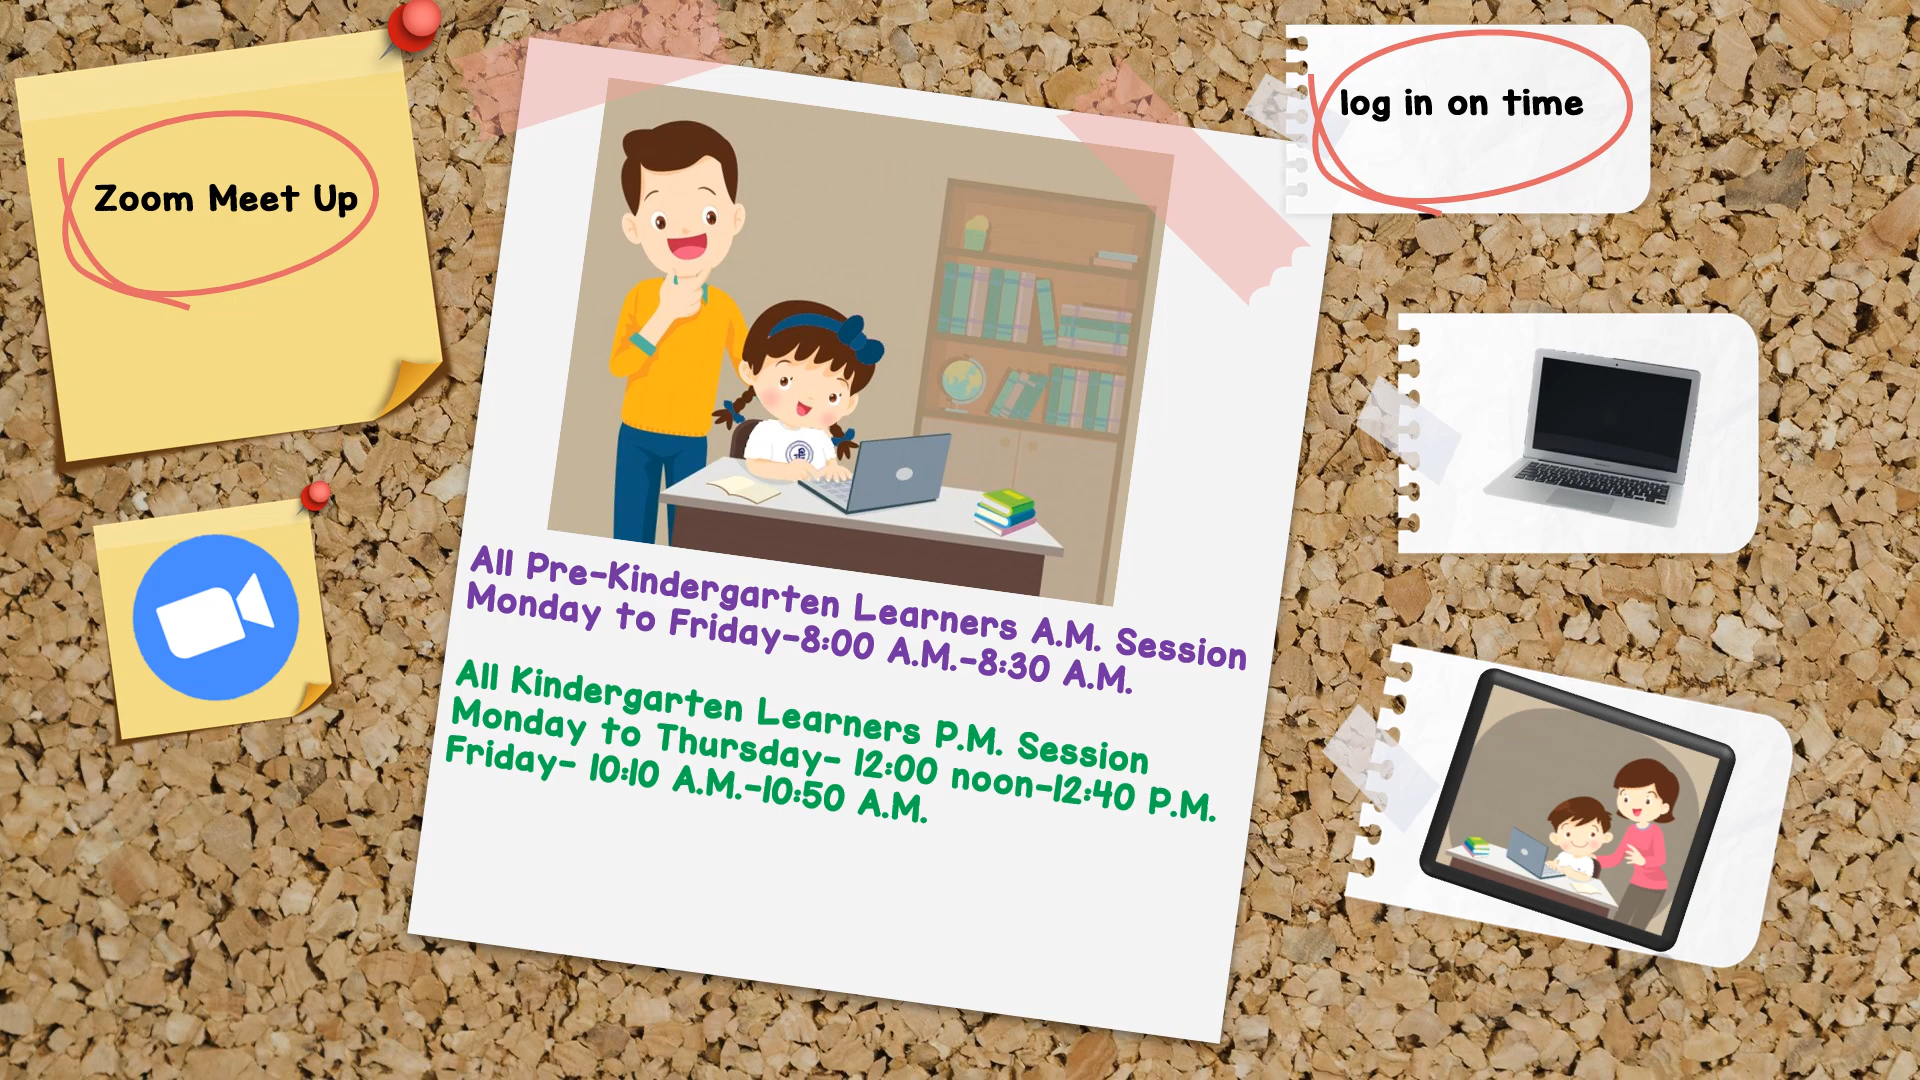 Zoom Meet Up
log in on time
All Pre-Kindergarten Learners A.M. Session
Monday to Friday-8:00 A.M.-8:30 A.M.
All Kindergarten Learners P.M. Session
Monday to Thursday- 12:00 noon-12:40 P.M.
Friday- 10:10 A.M.-10:50 A.M.